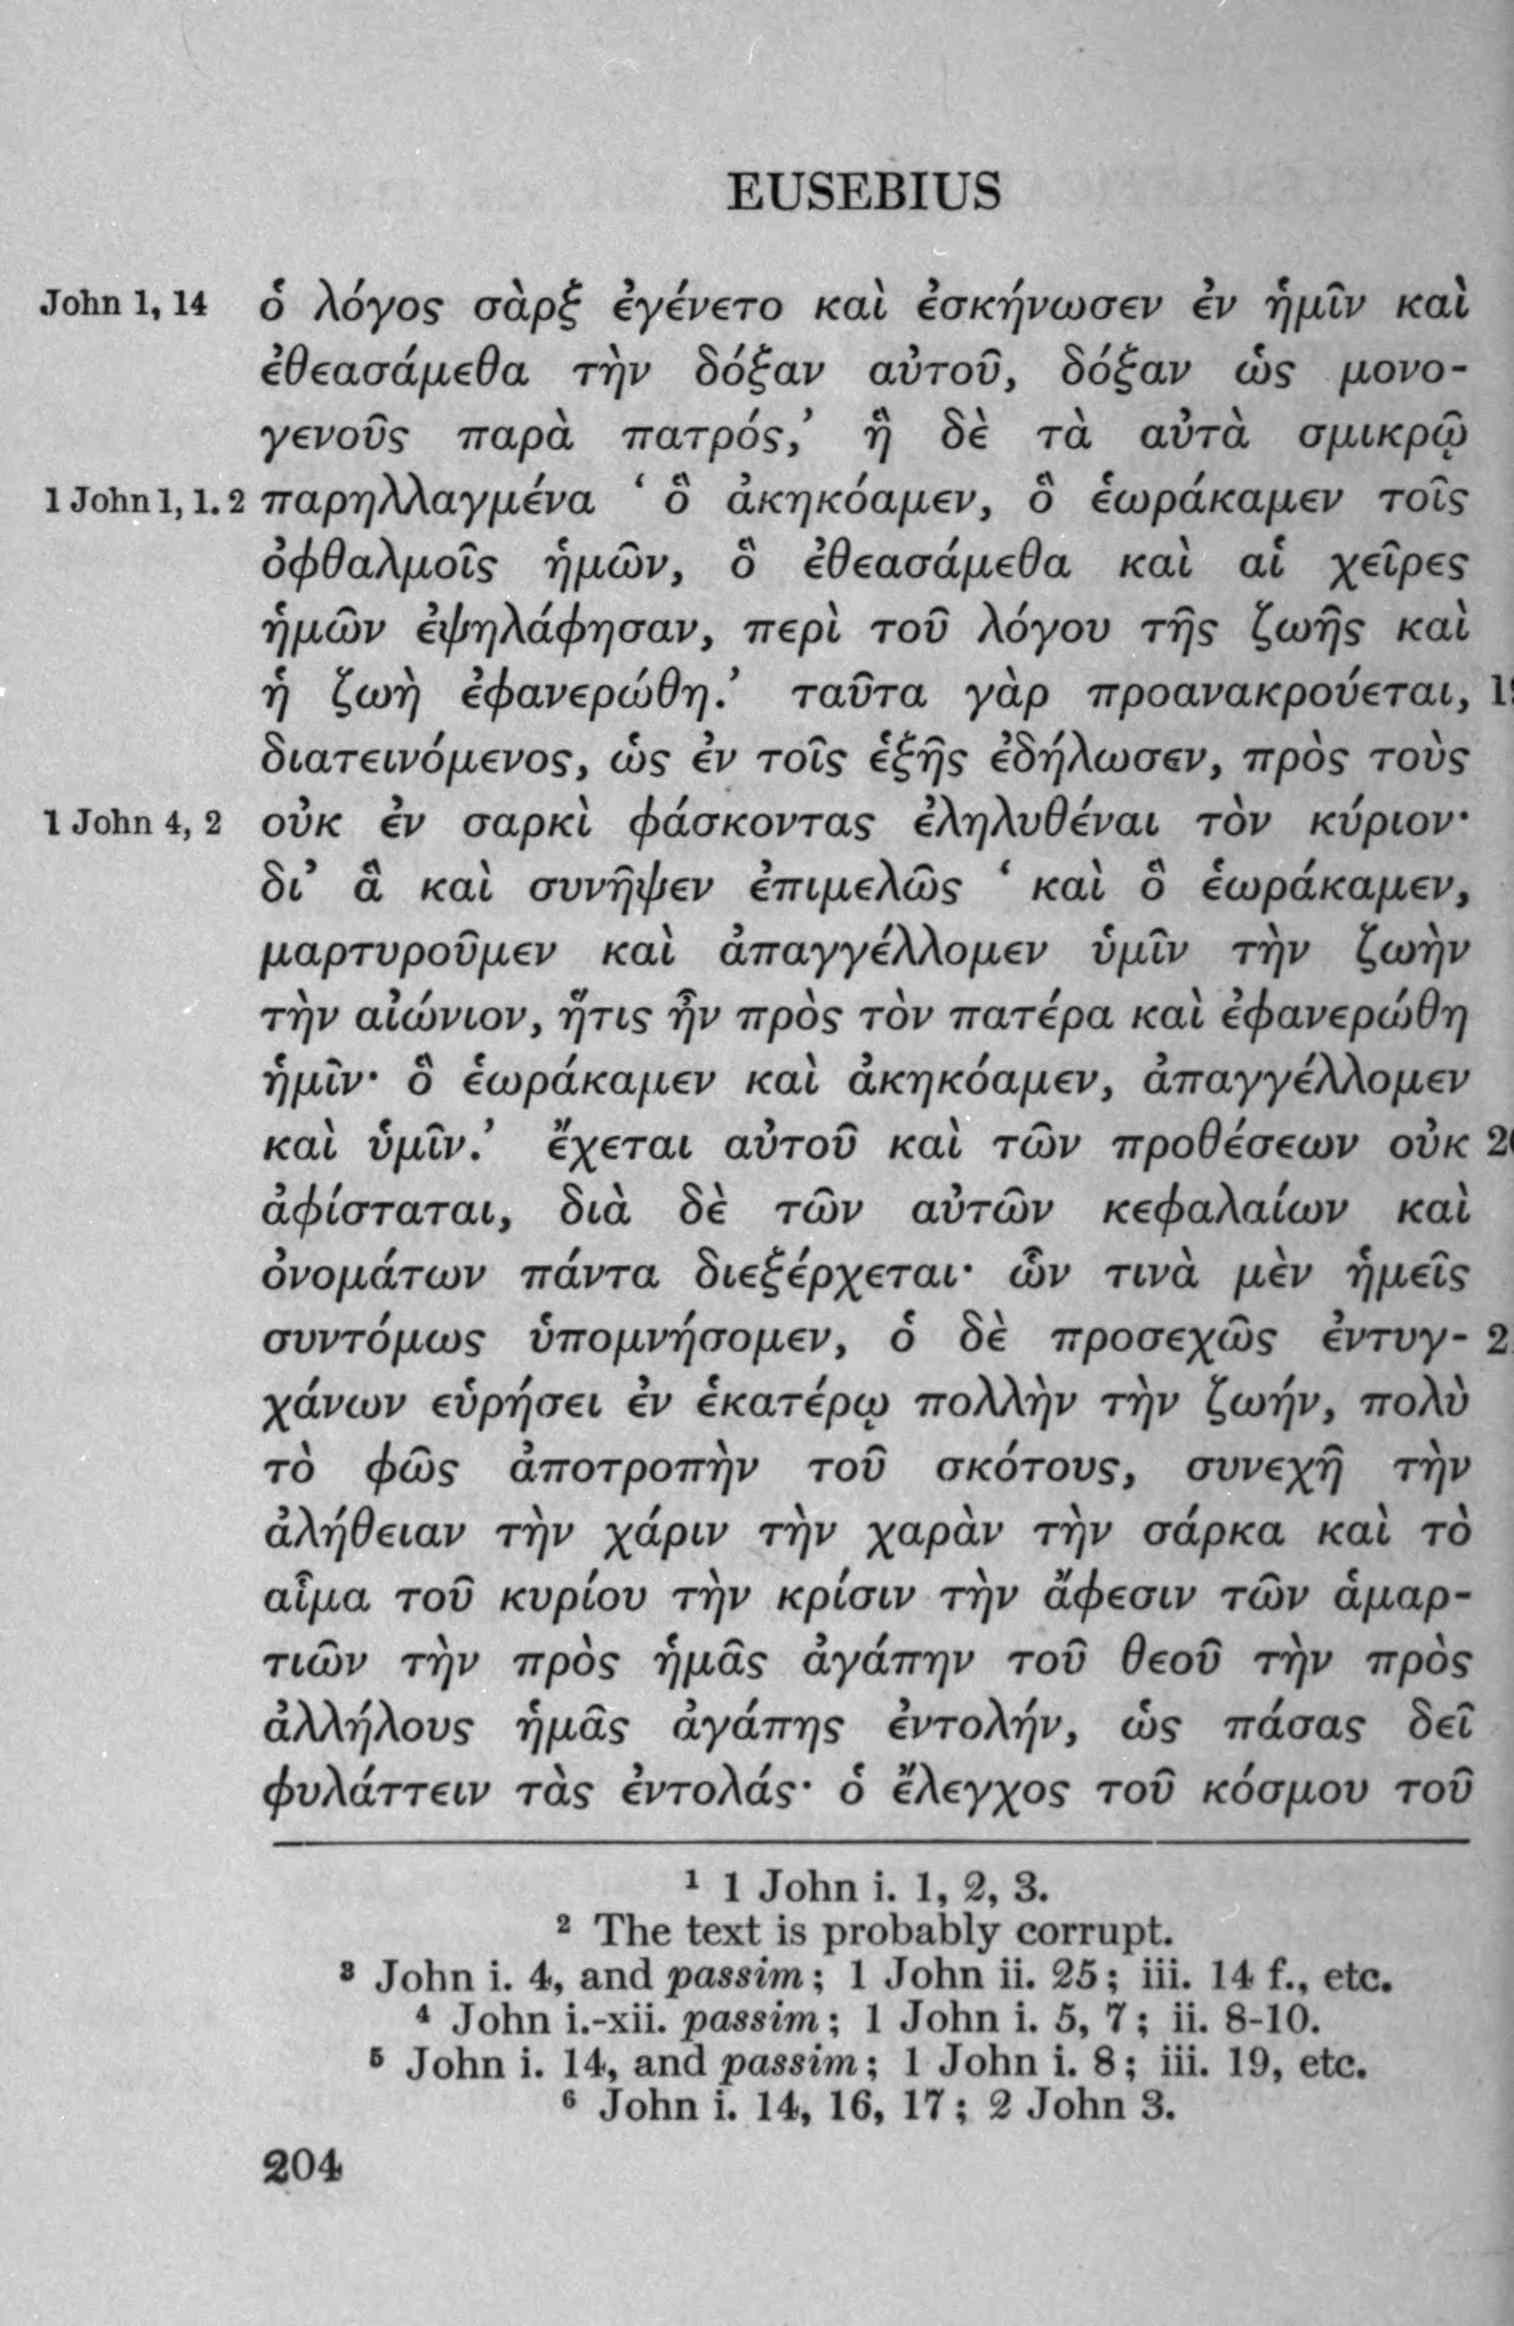 EUSEBIUS
John 1, 14 ὁ λόγος σὰρξ ἐγένετο καὶ ἐσκήνωσεν ἐν ἡμῖν καὶ
ἐθεασάμεθα τὴν δόξαν αὐτοῦ, δόξαν ὡς μονο-
γενοῦς παρὰ πατρός,’ ἣ δὲ τὰ αὐτὰ σμικρῷ
1 John 1, 1. 2 παρηλλαγμένα ‘ ὃ ἀκηκόαμεν, ὃ ἑωράκαμεν τοῖς
ὀφθαλμοῖς ἡμῶν, ὃ ἐθεασάμεθα καὶ αἱ χεῖρες
ἡμῶν ἐψηλάφησαν, περὶ τοῦ λόγου τῆς ζωῆς καὶ
ἡ ζωὴ ἐφανερώθη.’ ταῦτα γὰρ προανακρούεται,
διατεινόμενος, ὡς ἐν τοῖς ἑξῆς ἐδήλωσεν, πρὸς τοὺς
1 John 4, 2 οὐκ ἐν σαρκὶ φάσκοντας ἐληλυθέναι τὸν κύριον·
δι’ ἃ καὶ συνῆψεν ἐπιμελῶς ‘ καὶ ὃ ἑωράκαμεν,
μαρτυροῦμεν καὶ ἀπαγγέλλομεν ὑμῖν τὴν ζωὴν
τὴν αἰώνιον, ἥτις ἦν πρὸς τὸν πατέρα καὶ ἐφανερώθη
ἡμῖν· ὃ ἑωράκαμεν καὶ ἀκηκόαμεν, ἀπαγγέλλομεν
καὶ ὑμῖν.’ ἔχεται αὐτοῦ καὶ τῶν προθέσεων οὐκ
ἀφίσταται, διὰ δὲ τῶν αὐτῶν κεφαλαίων καὶ
ὀνομάτων πάντα διεξέρχεται· ὧν τινὰ μὲν ἡμεῖς
συντόμως ὑπομνήσομεν, ὁ δὲ προσεχῶς ἐντυγ-
χάνων εὑρήσει ἐν ἑκατέρῳ πολλὴν τὴν ζωήν, πολὺ
τὸ φῶς ἀποτροπὴν τοῦ σκότους, συνεχῆ τὴν
ἀλήθειαν τὴν χάριν τὴν χαρὰν τὴν σάρκα καὶ τὸ
αἷμα τοῦ κυρίου τὴν κρίσιν τὴν ἄφεσιν τῶν ἁμαρ-
τιῶν τὴν πρὸς ἡμᾶς ἀγάπην τοῦ θεοῦ τὴν πρὸς
ἀλλήλους ἡμᾶς ἀγάπης ἐντολήν, ὡς πάσας δεῖ
φυλάττειν τὰς ἐντολάς· ὁ ἔλεγχος τοῦ κόσμου τοῦ
¹ 1 John i. 1, 2, 3.
² The text is probably corrupt.
³ John i. 4, and passim; 1 John ii. 25; iii. 14 f., etc.
⁴ John i.-xii. passim; 1 John i. 5, 7; ii. 8-10.
⁵ John i. 14, and passim; 1 John i. 8; iii. 19, etc.
⁶ John i. 14, 16, 17; 2 John 3.
204